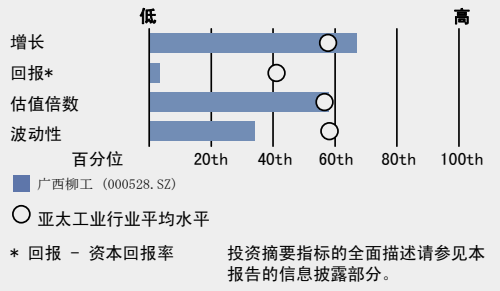 低 高
增长
回报*
估值倍数
波动性
百分位 20th 40th 60th 80th 100th
广西柳工 (000528.SZ)
亚太工业行业平均水平
* 回报 - 资本回报率 投资摘要指标的全面描述请参见本
报告的信息披露部分。